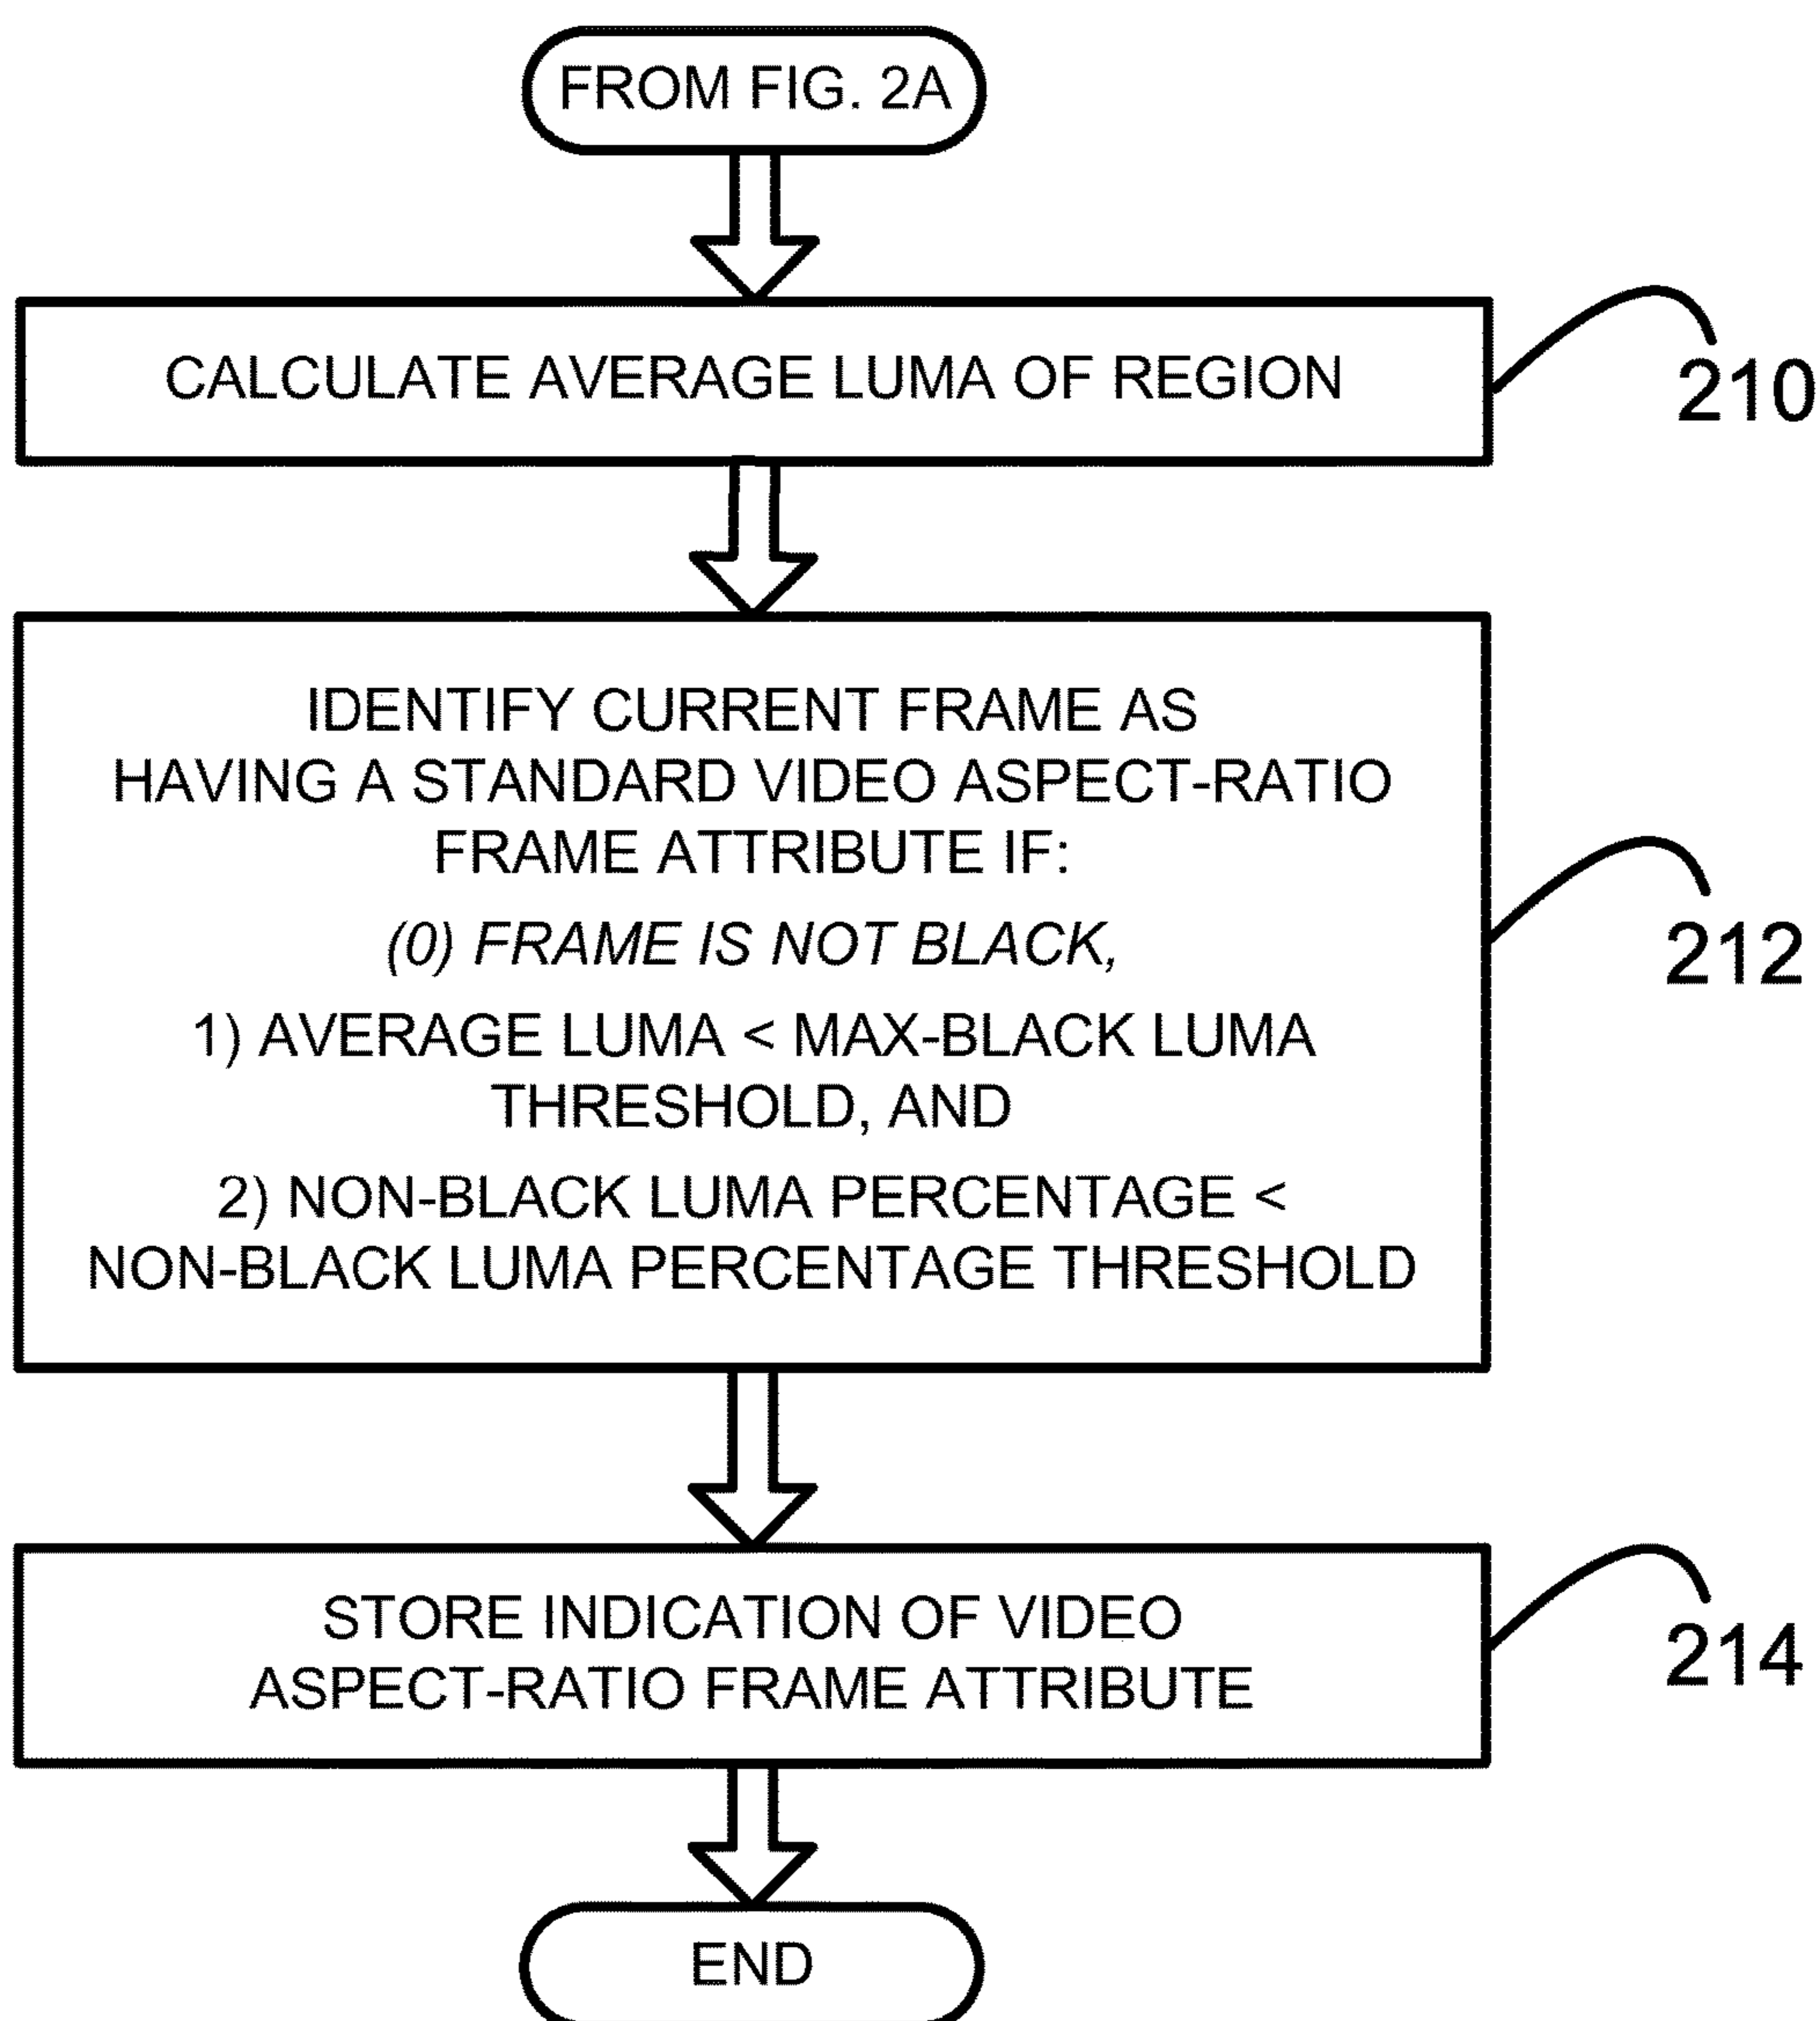 FROM FIG. 2A
CALCULATE AVERAGE LUMA OF REGION
210
IDENTIFY CURRENT FRAME AS
HAVING A STANDARD VIDEO ASPECT-RATIO
FRAME ATTRIBUTE IF:
(0) FRAME IS NOT BLACK,
1) AVERAGE LUMA < MAX-BLACK LUMA
THRESHOLD, AND
2) NON-BLACK LUMA PERCENTAGE <
NON-BLACK LUMA PERCENTAGE THRESHOLD
212
STORE INDICATION OF VIDEO
ASPECT-RATIO FRAME ATTRIBUTE
214
END